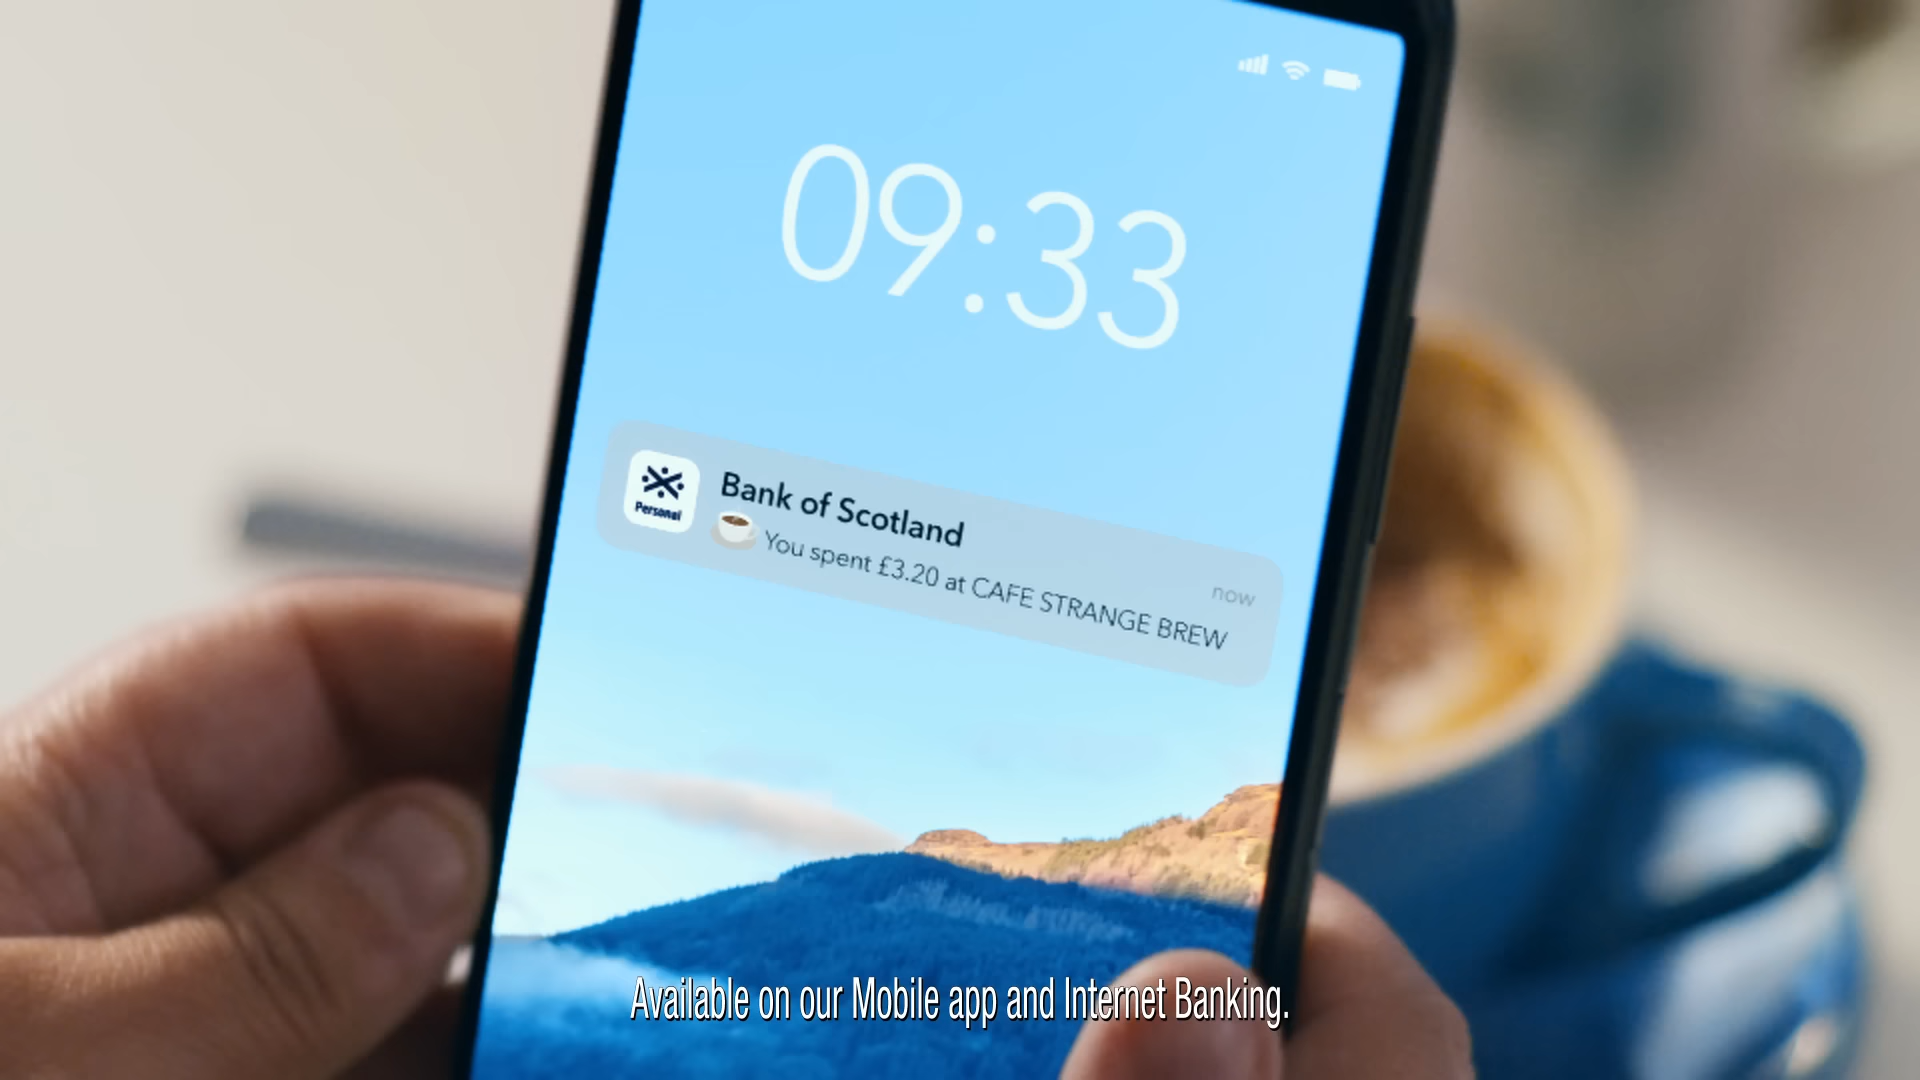 09:33
Personal
Bank of Scotland
now
You spent £3.20 at CAFE STRANGE BREW
Available on our Mobile app and Internet Banking.